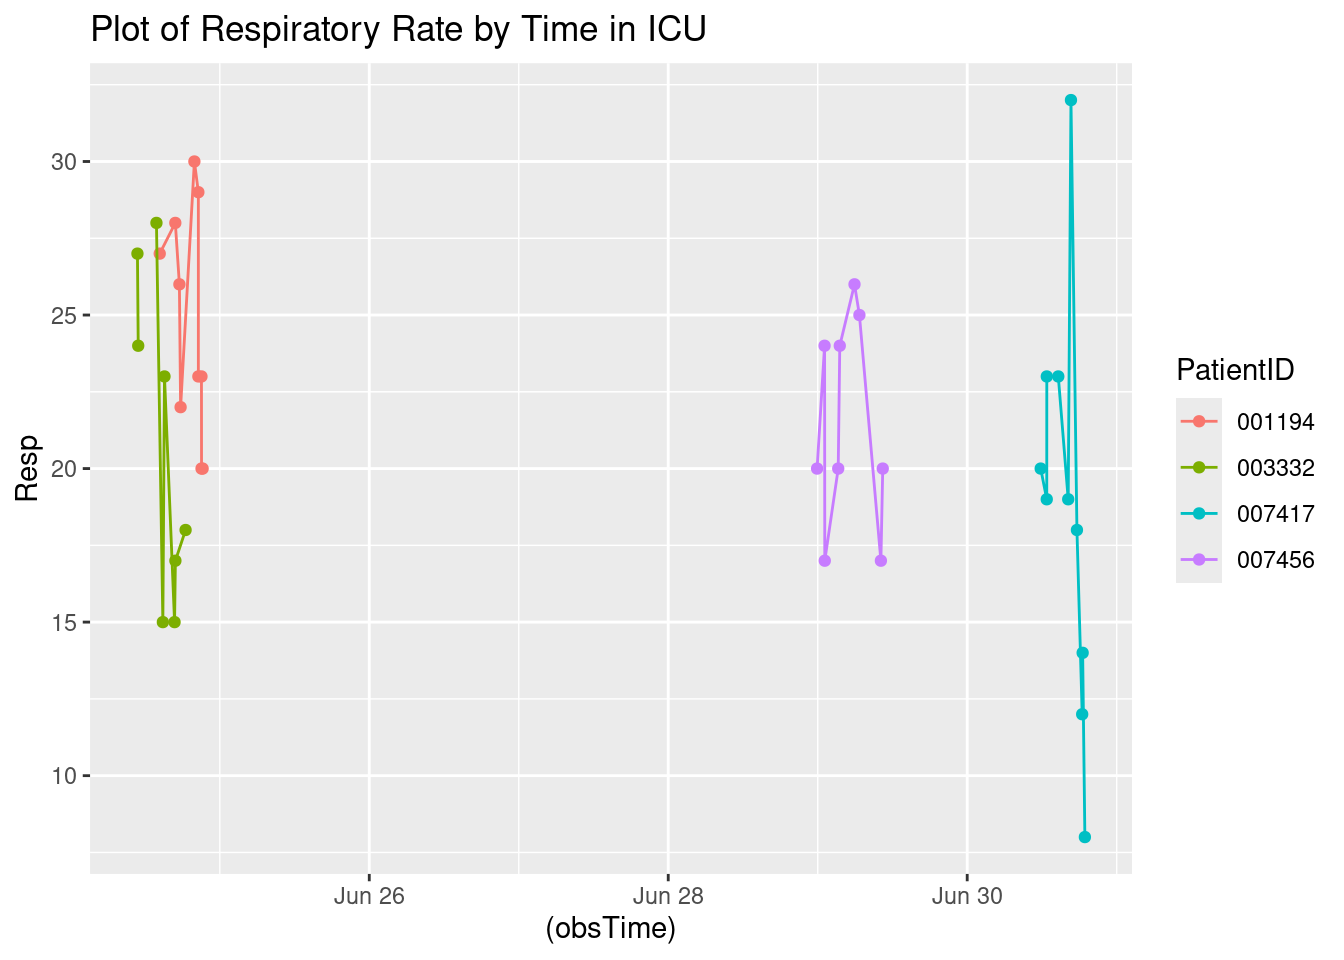 Plot of Respiratory Rate by Time in ICU
30
25
20
15
10
Resp
Jun 26
Jun 28
Jun 30
(obsTime)
PatientID
001194
003332
007417
007456